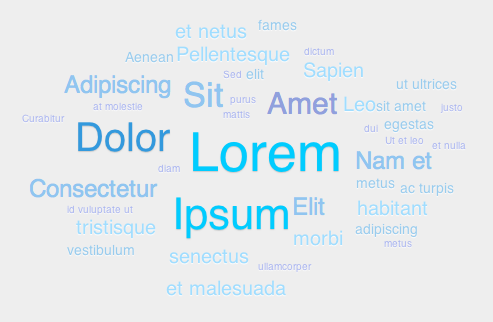 fames
et netus
dictum
Aenean Pellentesque
Sed elit Sapien
Adipiscing Sit ut ultrices
purus Amet Leo sit amet justo
at molestie
mattis
Curabitur
dui egestas
Dolor Lorem Ut et leo
et nulla
diam Nam et
Consectetur metus ac turpis
id voluptate ut Ipsum Elit habitant
tristisque adipiscing
morbi metus
vestibulum
senectus
ullamcorper
et malesuada